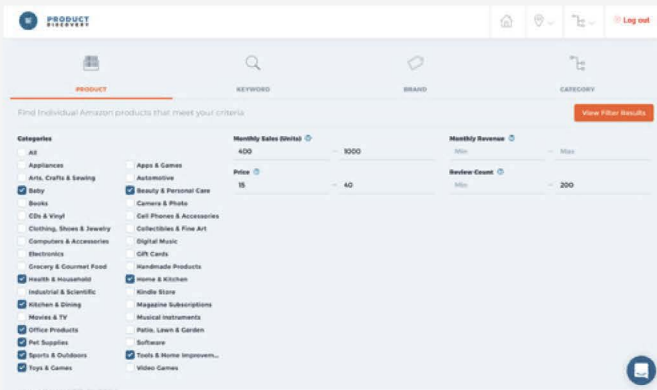 PRODUCT
DISCOVERY
Log out
PRODUCT
KEYWORD
BRAND
CATEGORY
Find Individual Amazon products that meet your criteria
View Filter Results
Categories
All
Appliances
Arts, Crafts & Sewing
Baby
Books
CDs & Vinyl
Clothing, Shoes & Jewelry
Computers & Accessories
Electronics
Grocery & Gourmet Food
Health & Household
Industrial & Scientific
Kitchen & Dining
Movies & TV
Office Products
Pet Supplies
Sports & Outdoors
Toys & Games
Apps & Games
Automotive
Beauty & Personal Care
Camera & Photo
Cell Phones & Accessories
Collectibles & Fine Art
Digital Music
Gift Cards
Handmade Products
Home & Kitchen
Kindle Store
Magazine Subscriptions
Musical Instruments
Patio, Lawn & Garden
Software
Tools & Home Improvem...
Video Games
Monthly Sales (Units)
400 – 1000
Price
15 – 40
Monthly Revenue
Min – Max
Review Count
Min – 200